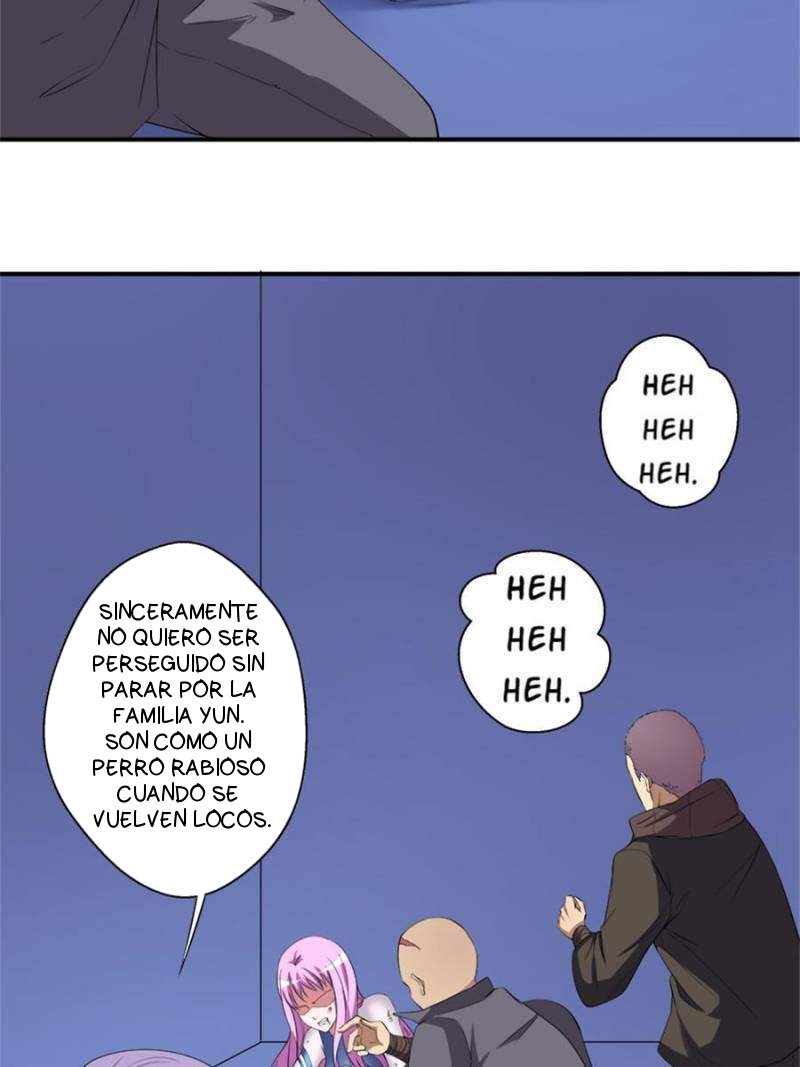 HEH
HEH
HEH.
HEH
HEH
HEH.
SINCERAMENTE
NO QUIERO SER
PERSEGUIDO SIN
PARAR POR LA
FAMILIA YUN.
SON COMO UN
PERRO RABIOSO
CUANDO SE
VUELVEN LOCOS.